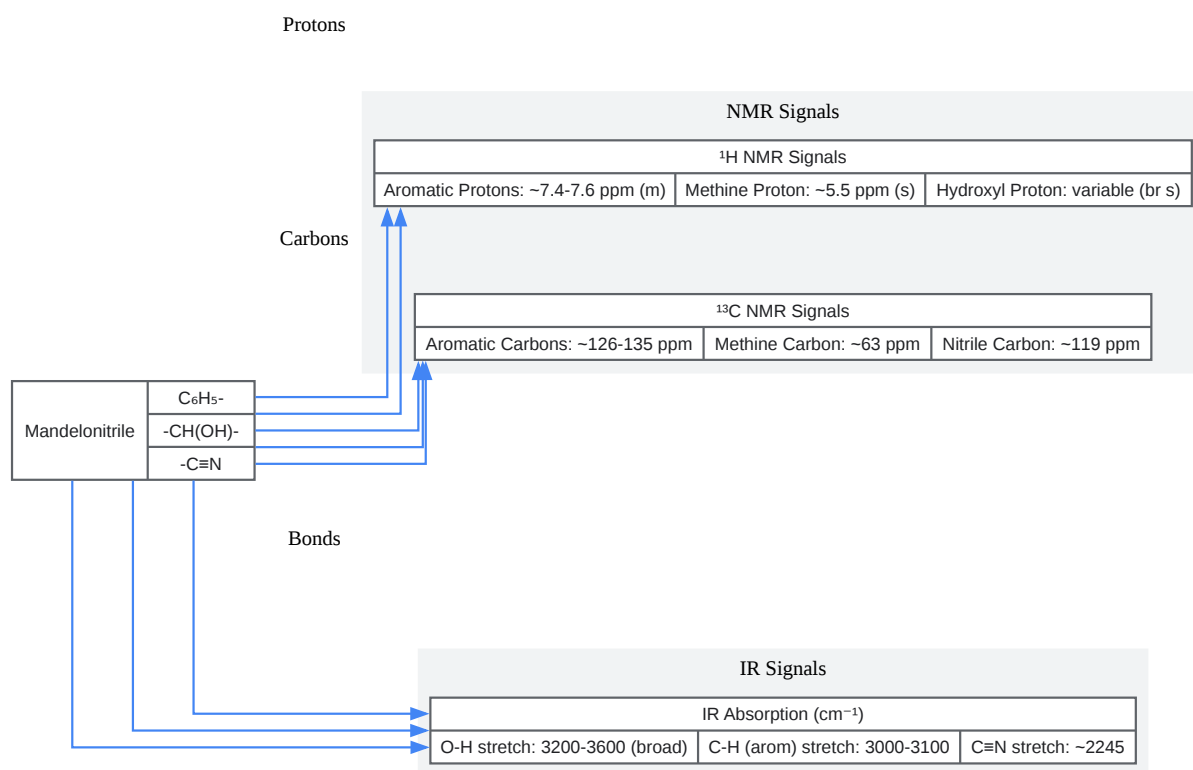 Protons
NMR Signals
¹H NMR Signals
Aromatic Protons: ~7.4-7.6 ppm (m)
Methine Proton: ~5.5 ppm (s)
Hydroxyl Proton: variable (br s)
Carbons
¹³C NMR Signals
Aromatic Carbons: ~126-135 ppm
Methine Carbon: ~63 ppm
Nitrile Carbon: ~119 ppm
Mandelonitrile
C₆H₅-
-CH(OH)-
-C≡N
Bonds
IR Signals
IR Absorption (cm⁻¹)
O-H stretch: 3200-3600 (broad)
C-H (arom) stretch: 3000-3100
C≡N stretch: ~2245